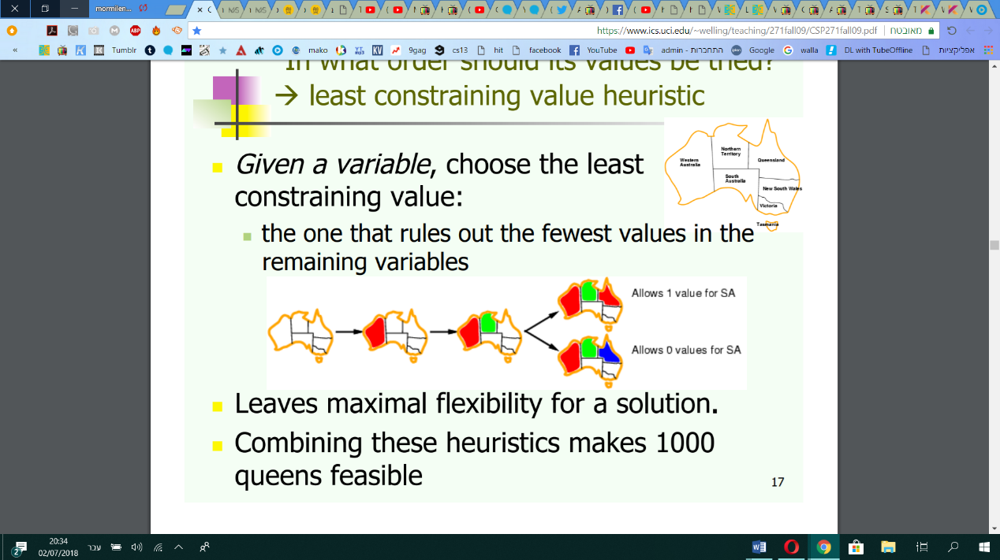 mormilen...
https://www.ics.uci.edu/~welling/teaching/271fall09/CSP271fall09.pdf
מאובטח
Tumblr
mako
9gag
cs13
hit
facebook
YouTube
admin - התחברות
Google
walla
DL with TubeOffline
אפליקציות
In what order should its values be tried?
→ least constraining value heuristic
Given a variable, choose the least
constraining value:
the one that rules out the fewest values in the
remaining variables
Western
Australia
Northern
Territory
South
Australia
Queensland
New South Wales
Victoria
Tasmania
Allows 1 value for SA
Allows 0 values for SA
Leaves maximal flexibility for a solution.
Combining these heuristics makes 1000
queens feasible
17
20:34
02/07/2018
עבר
2